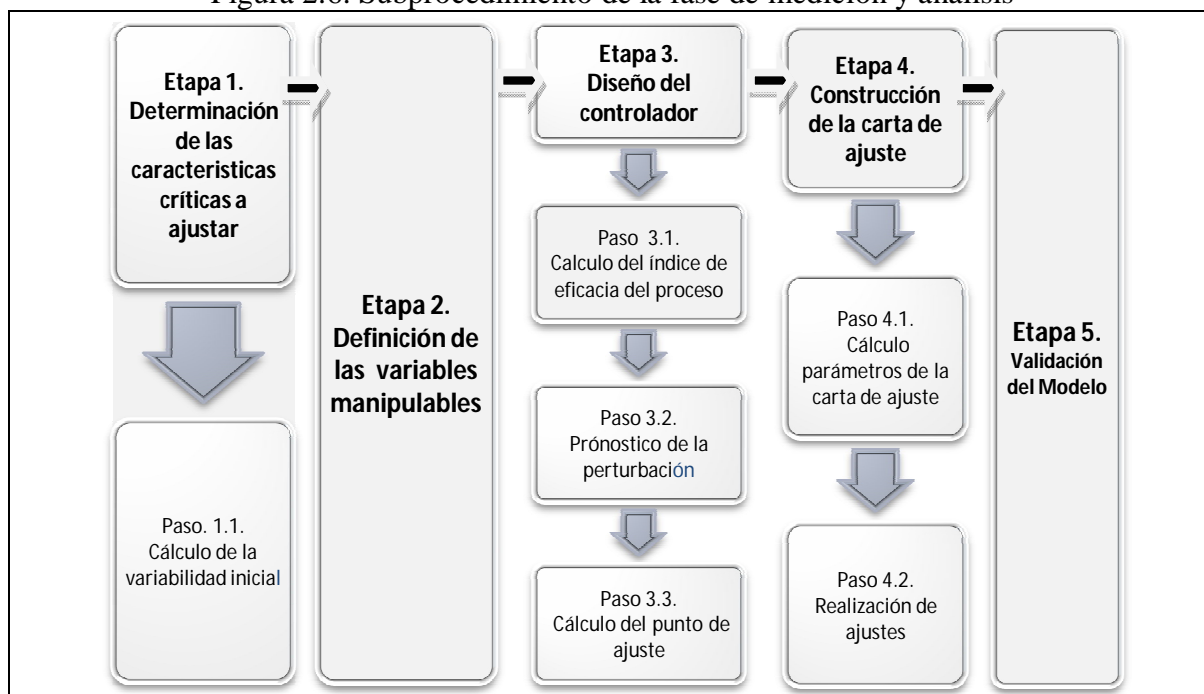 Figura 2.6. Subprocedimiento de la fase de medición y análisis
Etapa 1.
Determinación
de las
caracteristicas
críticas a
ajustar
Paso. 1.1.
Cálculo de la
variabilidad inicial
Etapa 2.
Definición de
las variables
manipulables
Etapa 3.
Diseño del
controlador
Paso 3.1.
Calculo del índice de
eficacia del proceso
Paso 3.2.
Prónostico de la
perturbación
Paso 3.3.
Cálculo del punto de
ajuste
Etapa 4.
Construcción
de la carta de
ajuste
Paso 4.1.
Cálculo
parámetros de la
carta de ajuste
Paso 4.2.
Realización de
ajustes
Etapa 5.
Validación
del Modelo